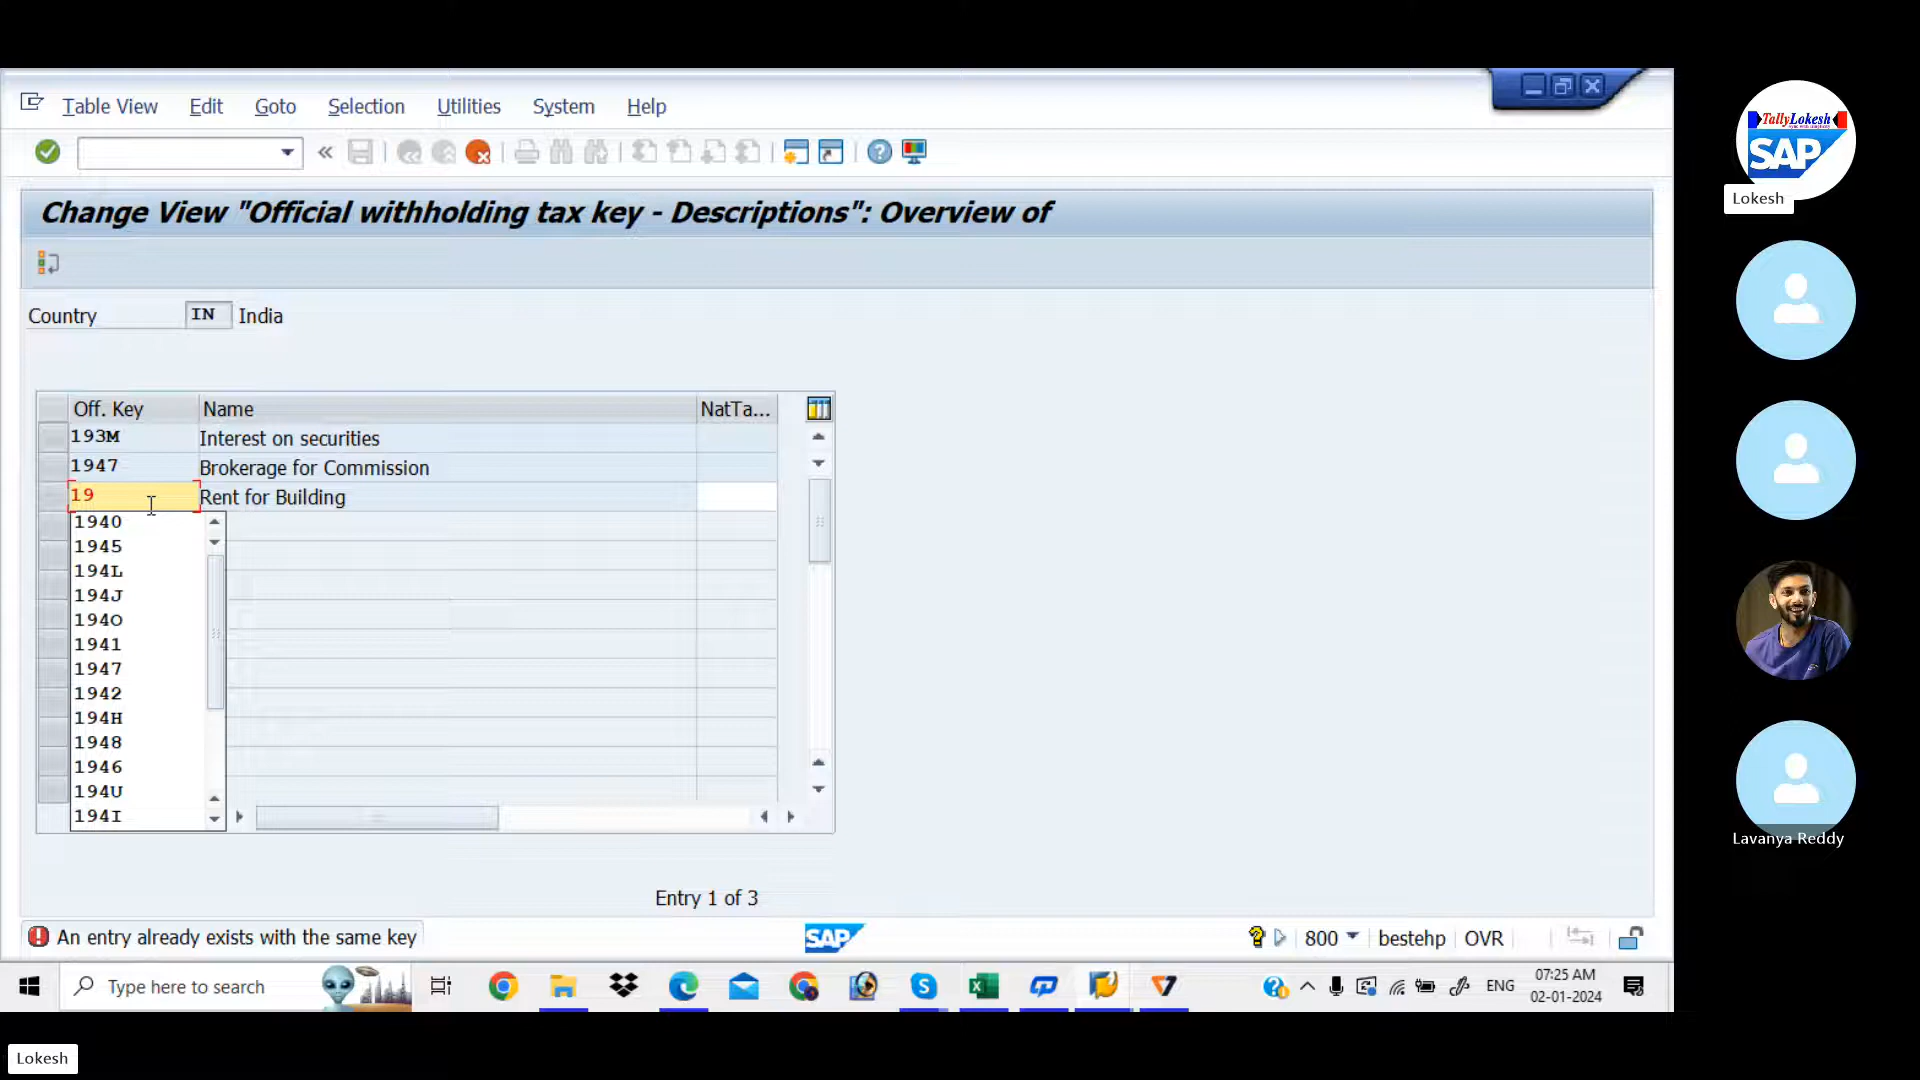 Table View Edit Goto Selection Utilities System Help
Change View "Official withholding tax key - Descriptions": Overview of
Country IN India
Off. Key Name NatTa...
193M Interest on securities
1947 Brokerage for Commission
19 Rent for Building
1940
1945
194L
194J
194O
1941
1947
1942
194H
1948
1946
194U
194I
Entry 1 of 3
An entry already exists with the same key
SAP
800 bestehp OVR
Type here to search
ENG
07:25 AM
02-01-2024
TallyLokesh
SAP
Lokesh
Lavanya Reddy
Lokesh